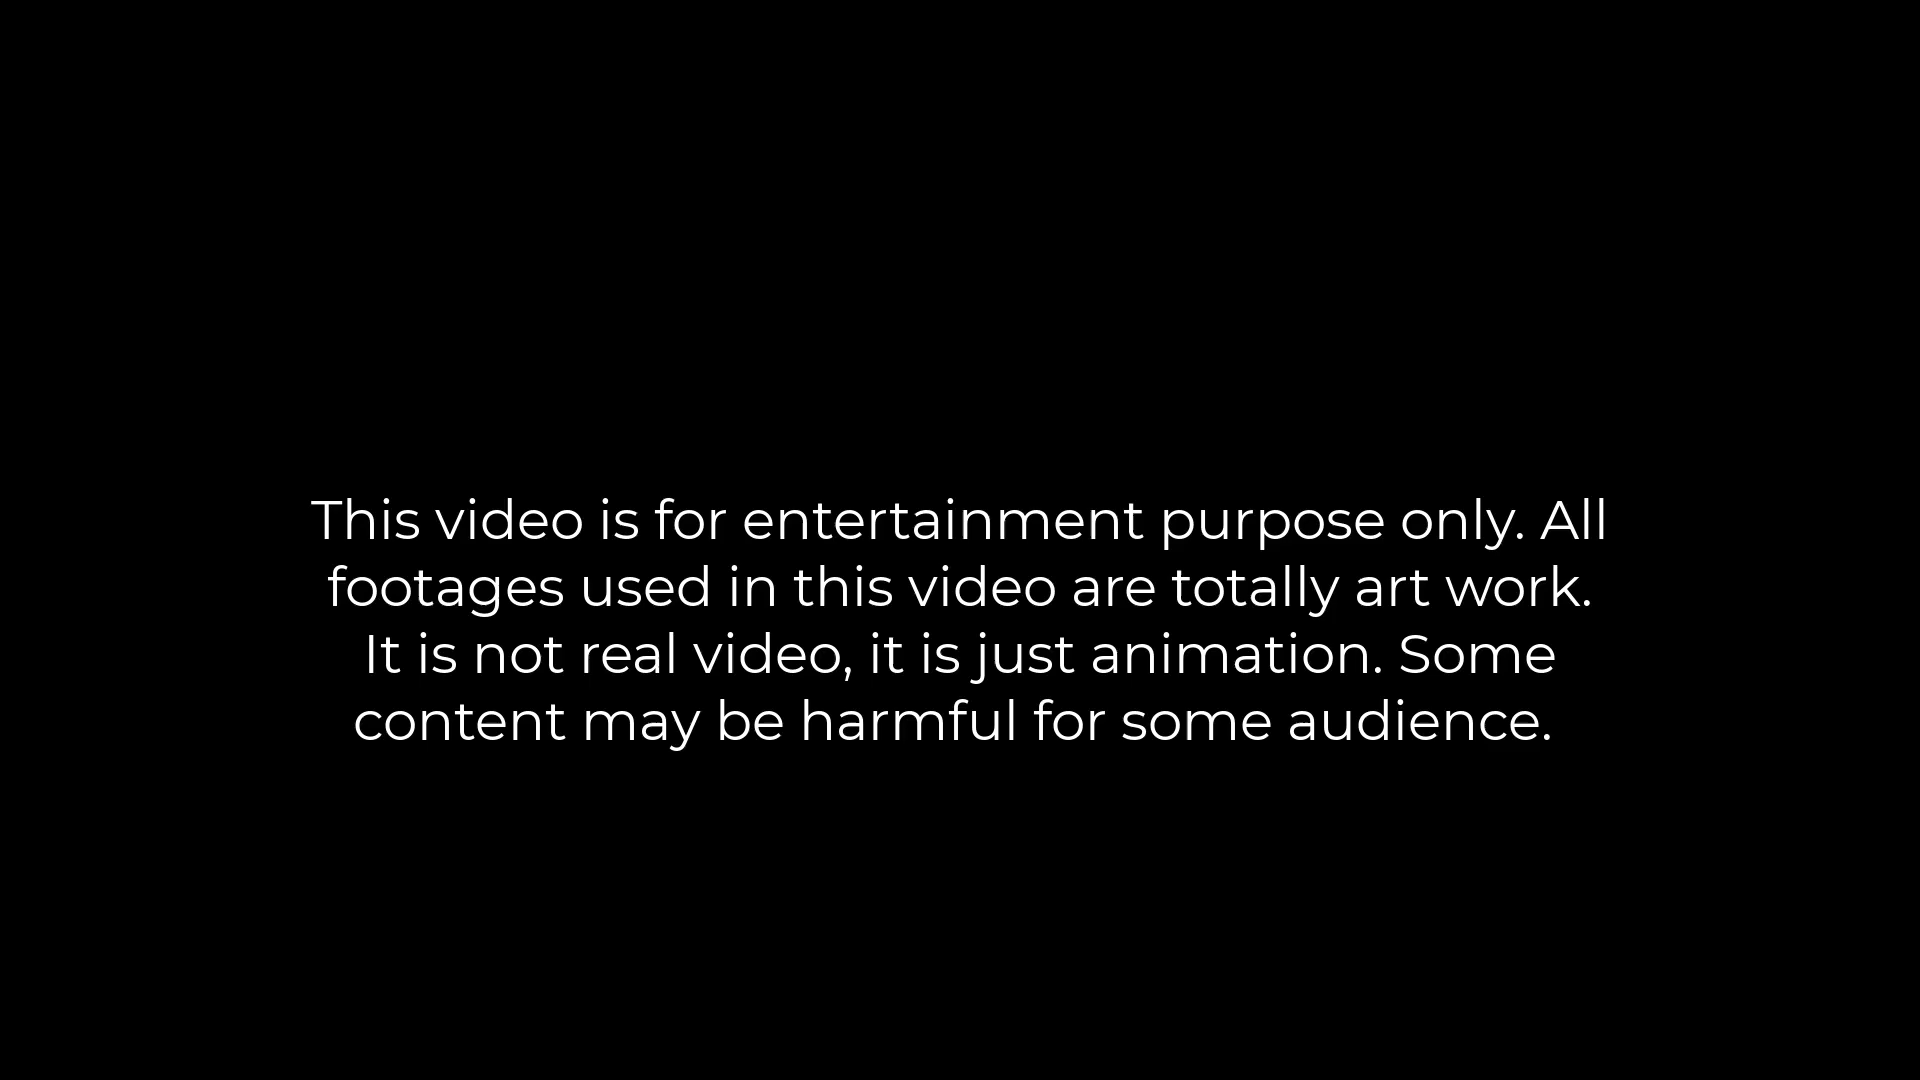 This video is for entertainment purpose only. All
footages used in this video are totally art work.
It is not real video, it is just animation. Some
content may be harmful for some audience.